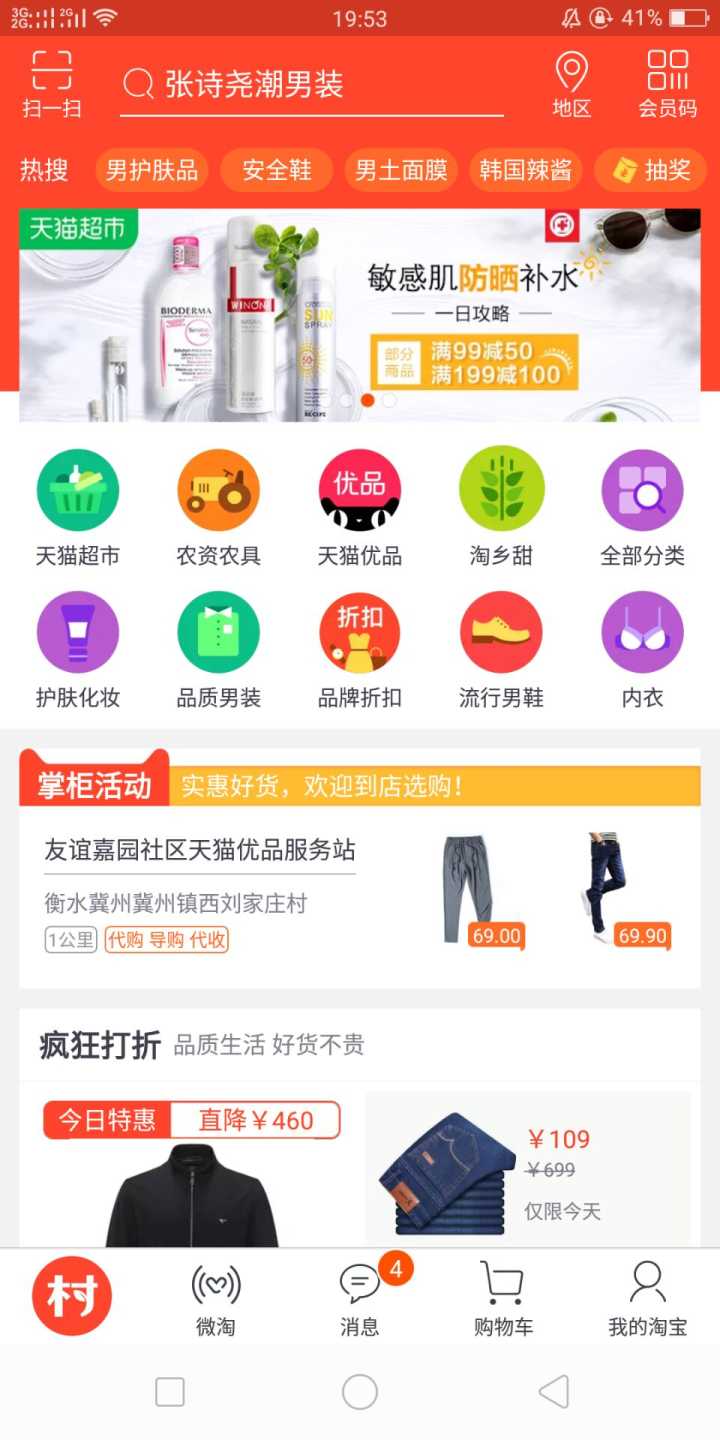 3G 2G 2G 19:53 41%
扫一扫
张诗尧潮男装
地区
会员码
热搜 男护肤品 安全鞋 男土面膜 韩国辣酱 抽奖
天猫超市
敏感肌防晒补水
一日攻略
部分商品
满99减50
满199减100
BIODERMA
WINONA
SUN
SPRAY
天猫超市 农资农具 优品 天猫优品 淘乡甜 全部分类
护肤化妆 品质男装 折扣 品牌折扣 流行男鞋 内衣
掌柜活动 实惠好货，欢迎到店选购！
友谊嘉园社区天猫优品服务站
衡水冀州冀州镇西刘家庄村
1公里 代购 导购 代收
69.00
69.90
疯狂打折 品质生活 好货不贵
今日特惠 直降￥460
￥109
￥699
仅限今天
村
微淘
4
消息
购物车
我的淘宝